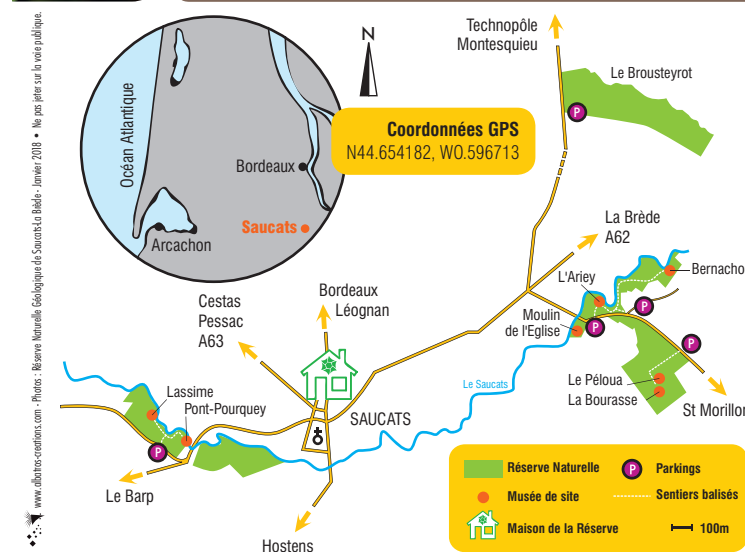 www.albatros-creations.com - Photos : Réserve Naturelle Géologique de Saucats-La Brède - Janvier 2018 • Ne pas jeter sur la voie publique.
Océan Atlantique
Bordeaux
Saucats
Arcachon
N
Coordonnées GPS
N44.654182, WO.596713
Technopôle
Montesquieu
Le Brousteyrot
P
La Brède
A62
L'Ariey
Bernachon
P
Moulin
de l'Eglise
P
P
Le Péloua
La Bourasse
St Morillon
Cestas
Pessac
A63
Bordeaux
Léognan
Le Saucats
Lassime
Pont-Pourquey
SAUCATS
P
Le Barp
Hostens
Réserve Naturelle
P Parkings
Musée de site
Sentiers balisés
Maison de la Réserve
100m